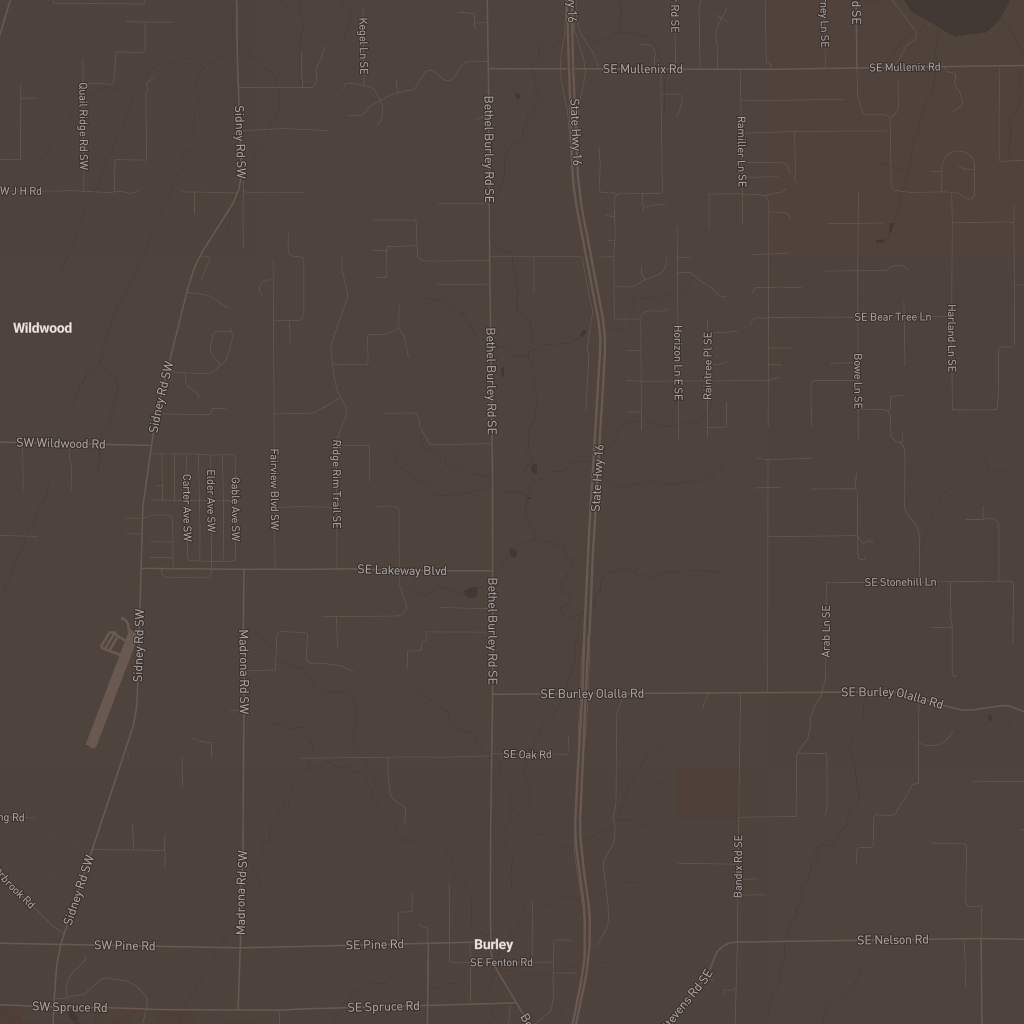 State Hwy 16
SE Mullenix Rd
SE Mullenix Rd
Kegel Ln SE
Quail Ridge Rd SW
Sidney Rd SW
Bethel Burley Rd SE
State Hwy 16
Ramiller Ln SE
W J H Rd
Wildwood
SE Bear Tree Ln
Harland Ln SE
Horizon Ln E SE
Raintree Pl SE
Bowe Ln SE
Bethel Burley Rd SE
Sidney Rd SW
SW Wildwood Rd
Carter Ave SW
Elder Ave SW
Gable Ave SW
Fairview Blvd SW
Ridge Rim Trail SE
SE Lakeway Blvd
SE Stonehill Ln
Arab Ln SE
Bethel Burley Rd SE
Sidney Rd SW
Madrona Rd SW
SE Burley Olalla Rd
SE Burley Olalla Rd
SE Oak Rd
Bandix Rd SE
Madrona Rd SW
Sidney Rd SW
SW Pine Rd
SE Pine Rd
Burley
SE Fenton Rd
SE Nelson Rd
SW Spruce Rd
SE Spruce Rd